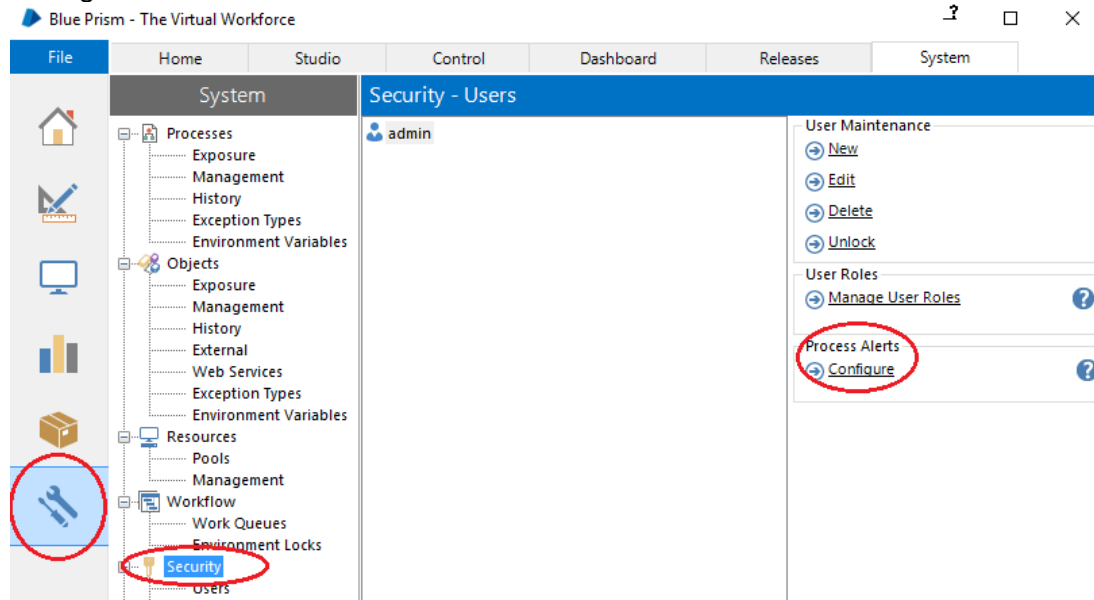 Blue Prism - The Virtual Workforce
File
Home
Studio
Control
Dashboard
Releases
System
System
Processes
Exposure
Management
History
Exception Types
Environment Variables
Objects
Exposure
Management
History
External
Web Services
Exception Types
Environment Variables
Resources
Pools
Management
Workflow
Work Queues
Environment Locks
Security
Users
Security - Users
admin
User Maintenance
New
Edit
Delete
Unlock
User Roles
Manage User Roles
Process Alerts
Configure